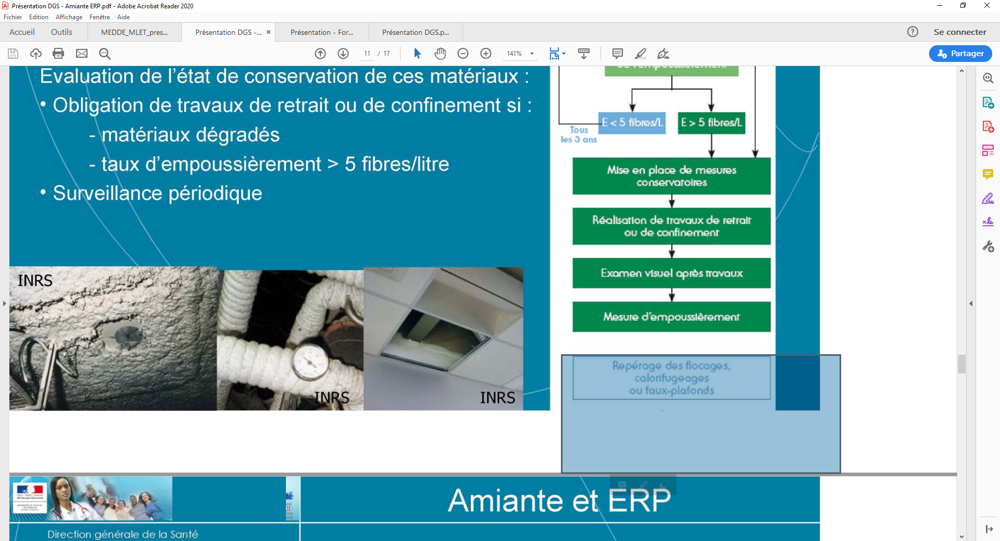 Présentation DGS - Amiante ERP.pdf - Adobe Acrobat Reader 2020
Fichier Edition Affichage Fenêtre Aide
Accueil Outils MEDDE_MLET_pres... Présentation DGS -... Présentation - For... Présentation DGS.p... Se connecter
11 / 17 141% Partager
Evaluation de l'état de conservation de ces matériaux :
• Obligation de travaux de retrait ou de confinement si :
- matériaux dégradés
- taux d'empoussièrement > 5 fibres/litre
• Surveillance périodique
INRS
INRS
INRS
de l'empoussièrement
E < 5 fibres/L
E > 5 fibres/L
Tous
les 3 ans
Mise en place de mesures
conservatoires
Réalisation de travaux de retrait
ou de confinement
Examen visuel après travaux
Mesure d'empoussièrement
Repérage des flocages,
calorifugeages
ou faux-plafonds
Amiante et ERP
Direction générale de la Santé